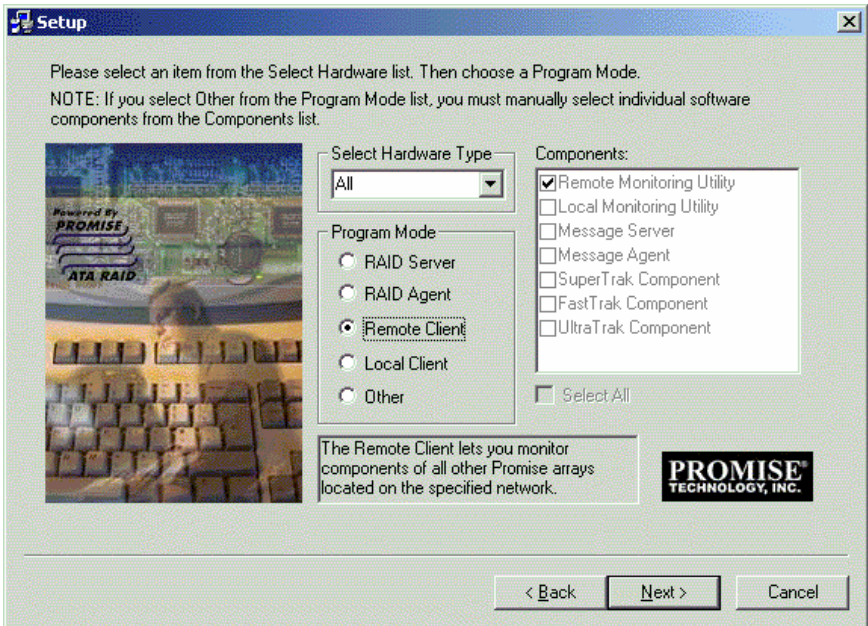 Setup
Please select an item from the Select Hardware list. Then choose a Program Mode.
NOTE: If you select Other from the Program Mode list, you must manually select individual software
components from the Components list.
Powered By
PROMISE
ATA RAID
Select Hardware Type
All
Program Mode
RAID Server
RAID Agent
Remote Client
Local Client
Other
Components:
Remote Monitoring Utility
Local Monitoring Utility
Message Server
Message Agent
SuperTrak Component
FastTrak Component
UltraTrak Component
Select All
The Remote Client lets you monitor
components of all other Promise arrays
located on the specified network.
PROMISE®
TECHNOLOGY, INC.
< Back
Next >
Cancel